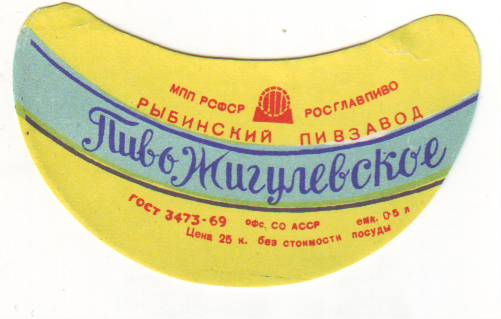 МПП РСФСР РОСГЛАВПИВО
РЫБИНСКИЙ ПИВЗАВОД
Пиво Жигулевское
ГОСТ 3473-69 офс. СО АССР емк. 0·5 л
Цена 25 к. без стоимости посуды